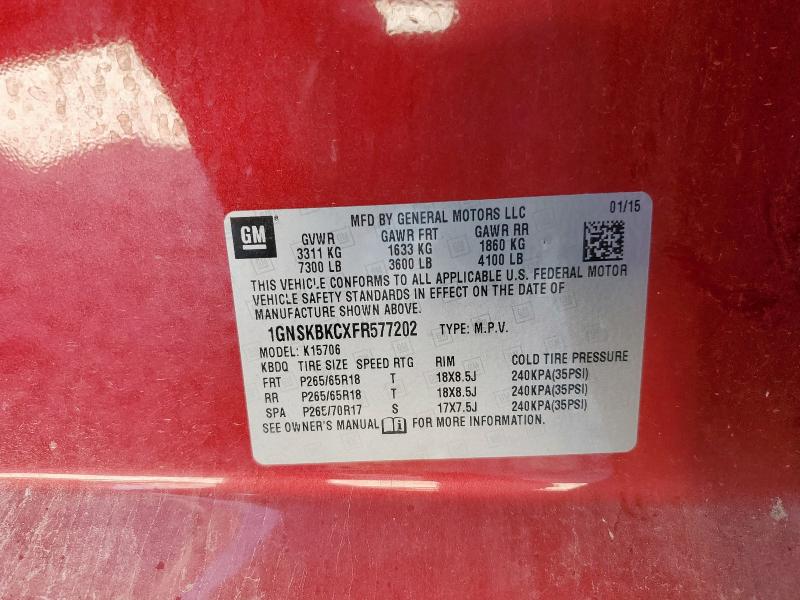 GM ®
MFD BY GENERAL MOTORS LLC 01/15
GVWR GAWR FRT GAWR RR
3311 KG 1633 KG 1860 KG
7300 LB 3600 LB 4100 LB
THIS VEHICLE CONFORMS TO ALL APPLICABLE U.S. FEDERAL MOTOR
VEHICLE SAFETY STANDARDS IN EFFECT ON THE DATE OF
MANUFACTURE SHOWN ABOVE.
1GNSKBKCXFR577202 TYPE: M.P.V.
MODEL: K15706
KBDQ TIRE SIZE SPEED RTG RIM COLD TIRE PRESSURE
FRT P265/65R18 T 18X8.5J 240KPA(35PSI)
RR P265/65R18 T 18X8.5J 240KPA(35PSI)
SPA P265/70R17 S 17X7.5J 240KPA(35PSI)
SEE OWNER'S MANUAL FOR MORE INFORMATION.